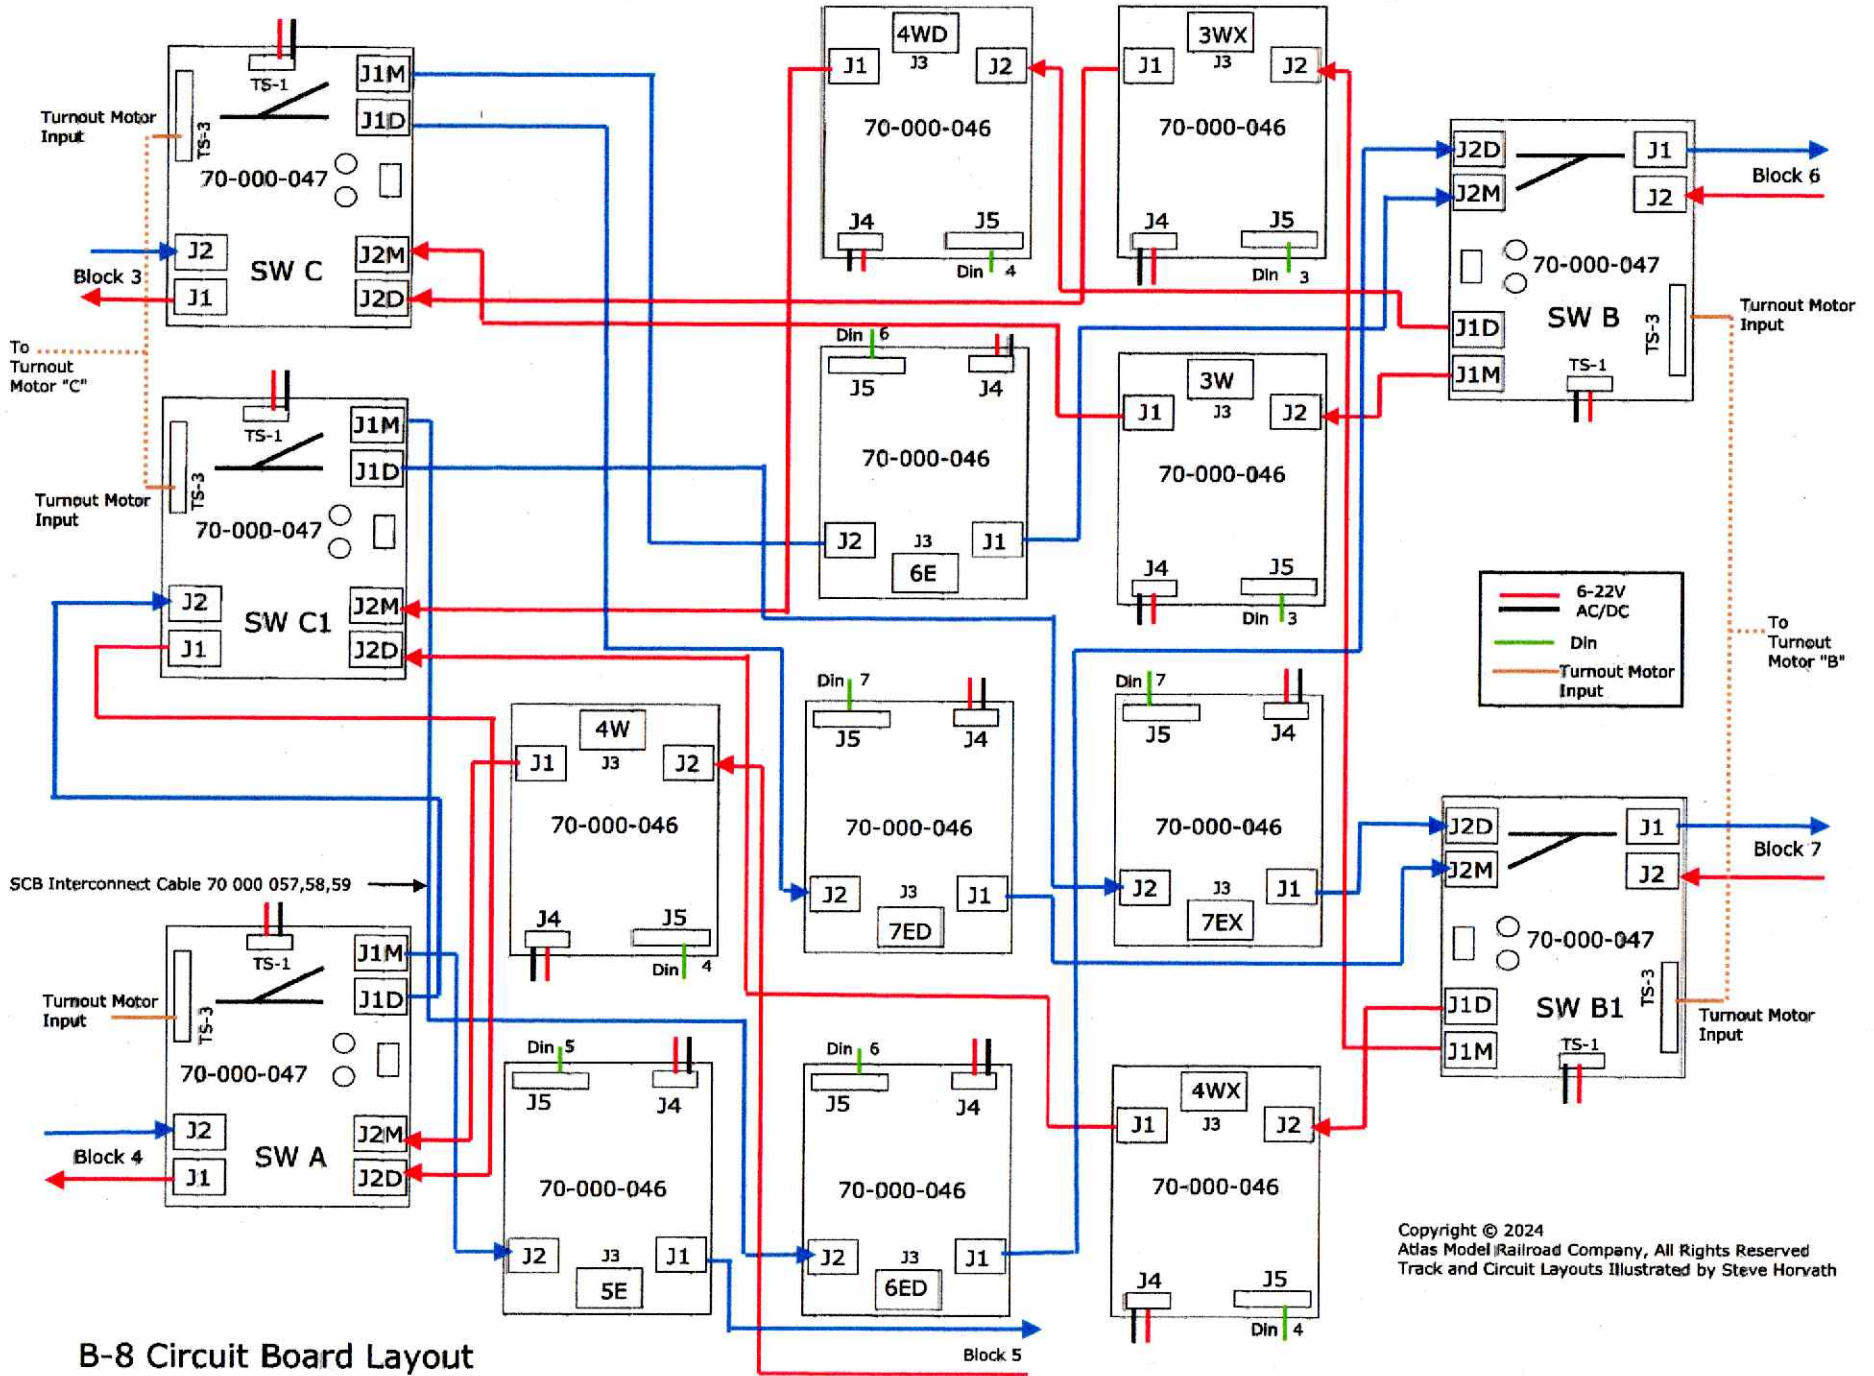 TS-1
J1M
J1D
Turnout Motor
Input
TS-3
70-000-047
J2
J2M
Block 3
SW C
J1
J2D
To
Turnout
Motor "C"
TS-1
J1M
J1D
TS-3
Turnout Motor
Input
70-000-047
J2
J2M
SW C1
J1
J2D
SCB Interconnect Cable 70 000 057,58,59
TS-1
J1M
J1D
Turnout Motor
Input
TS-3
70-000-047
J2
J2M
Block 4
SW A
J1
J2D
4WD
J1
J3
J2
70-000-046
J4
J5
Din 4
3WX
J1
J3
J2
70-000-046
J4
J5
Din 3
Din 6
J5
J4
70-000-046
J2
J3
J1
6E
3W
J1
J3
J2
70-000-046
J4
J5
Din 3
4W
J1
J3
J2
70-000-046
J4
J5
Din 4
Din 7
J5
J4
70-000-046
J2
J3
J1
7ED
Din 7
J5
J4
70-000-046
J2
J3
J1
7EX
Din 5
J5
J4
70-000-046
J2
J3
J1
5E
Block 5
Din 6
J5
J4
70-000-046
J2
J3
J1
6ED
4WX
J1
J3
J2
70-000-046
J4
J5
Din 4
J2D
J1
J2M
J2
Block 6
70-000-047
SW B
J1D
TS-3
Turnout Motor
Input
J1M
TS-1
6-22V
AC/DC
Din
Turnout Motor
Input
To
Turnout
Motor "B"
J2D
J1
J2M
J2
Block 7
70-000-047
J1D
SW B1
TS-3
Turnout Motor
Input
J1M
TS-1
Copyright © 2024
Atlas Model Railroad Company, All Rights Reserved
Track and Circuit Layouts Illustrated by Steve Horvath
B-8 Circuit Board Layout